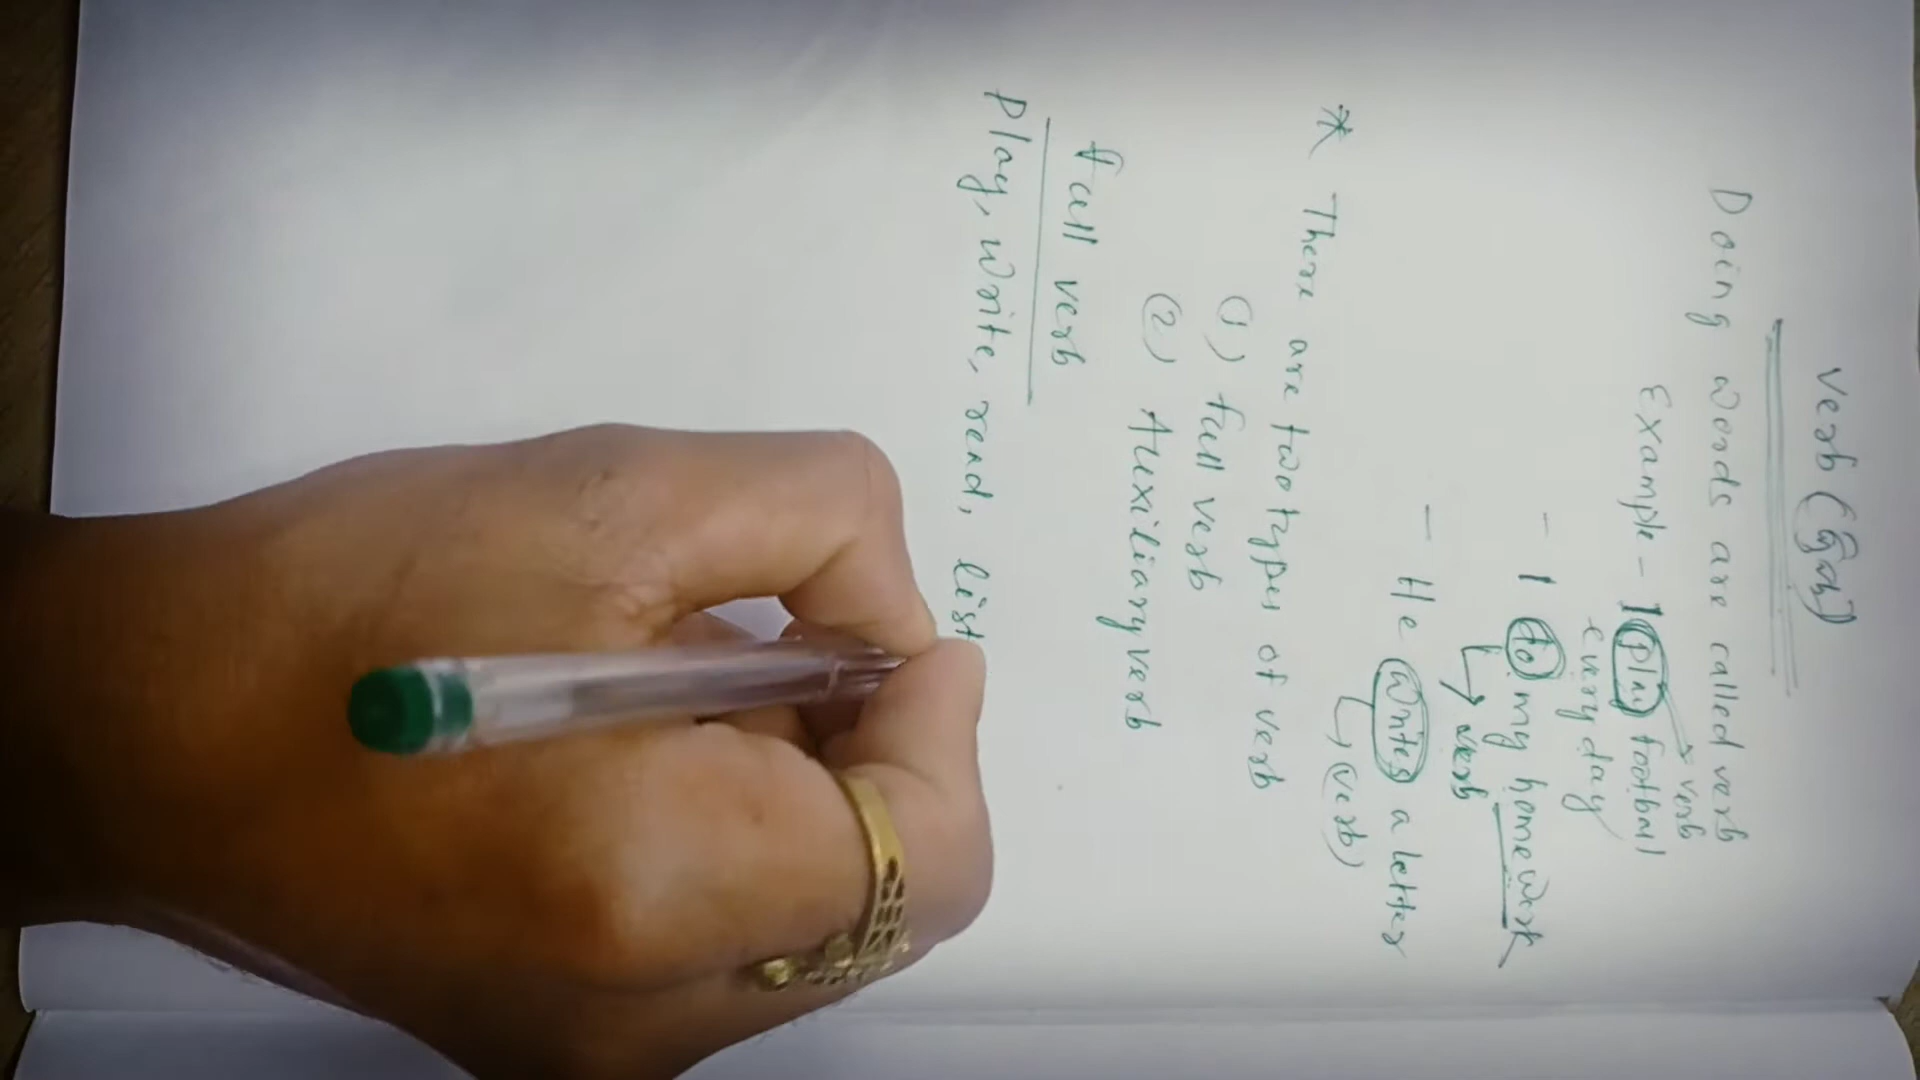 verb (କ୍ରିୟା)
Doing words are called verb
Example - I play football
verb
every day
- I do my homework
verb
- He writes a letter
(verb)
* There are two types of verb
(1) full verb
(2) Auxiliary verb
full verb
Play, write, read, list